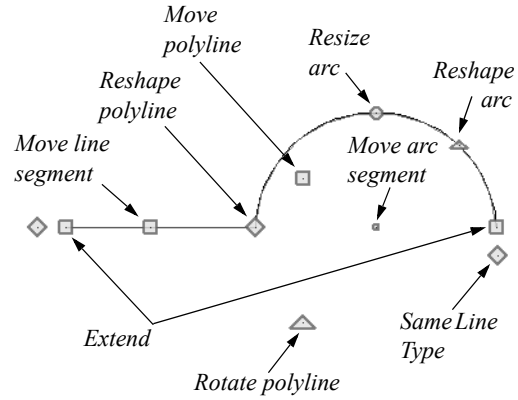 Move
polyline
Resize
arc
Reshape
polyline
Reshape
arc
Move line
segment
Move arc
segment
Extend
Same Line
Type
Rotate polyline